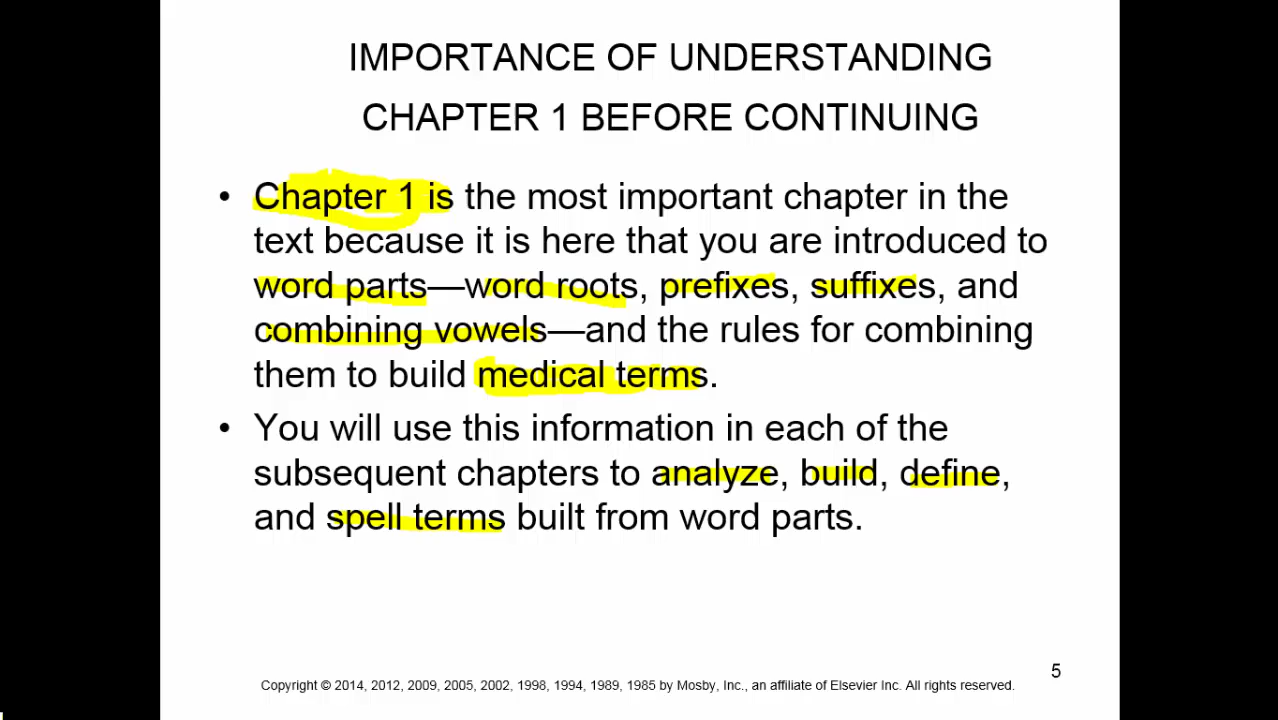 IMPORTANCE OF UNDERSTANDING
CHAPTER 1 BEFORE CONTINUING
• Chapter 1 is the most important chapter in the
text because it is here that you are introduced to
word parts—word roots, prefixes, suffixes, and
combining vowels—and the rules for combining
them to build medical terms.
• You will use this information in each of the
subsequent chapters to analyze, build, define,
and spell terms built from word parts.
5
Copyright © 2014, 2012, 2009, 2005, 2002, 1998, 1994, 1989, 1985 by Mosby, Inc., an affiliate of Elsevier Inc. All rights reserved.